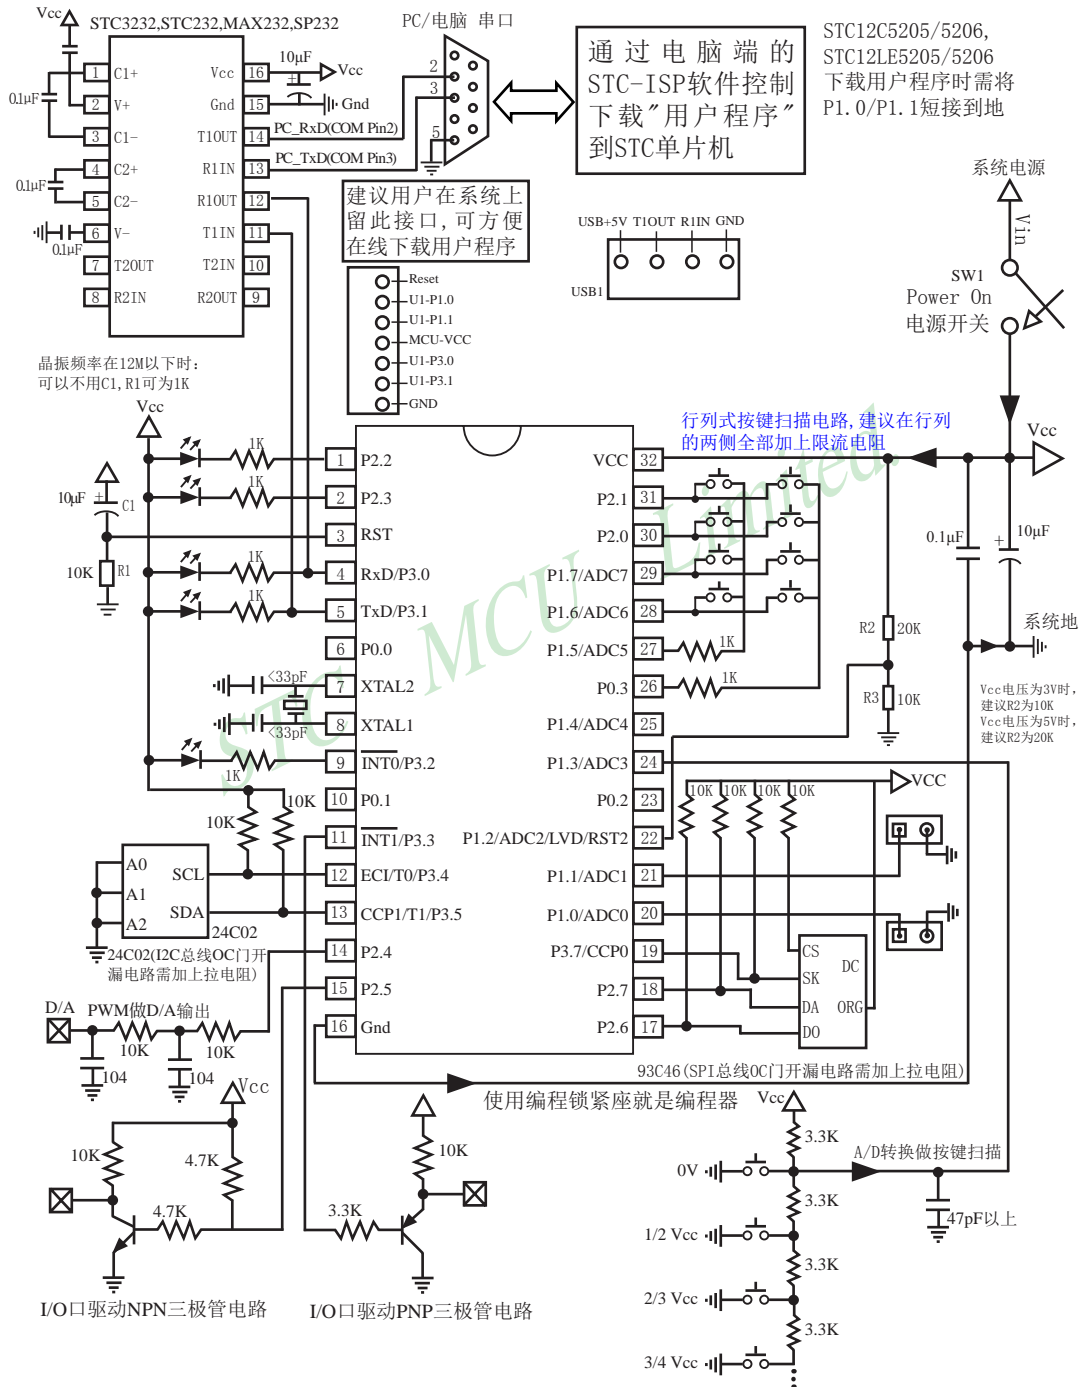 STC3232,STC232,MAX232,SP232
PC/电脑 串口
Vcc
10μF
Vcc
Gnd
0.1μF
0.1μF
0.1μF
1 C1+
2 V+
3 C1-
4 C2+
5 C2-
6 V-
7 T2OUT
8 R2IN
Vcc 16
Gnd 15
T1OUT 14
R1IN 13
R1OUT 12
T1IN 11
T2IN 10
R2OUT 9
PC_RxD(COM Pin2)
PC_TxD(COM Pin3)
2
3
5
通过电脑端的
STC-ISP软件控制
下载"用户程序"
到STC单片机
STC12C5205/5206,
STC12LE5205/5206
下载用户程序时需将
P1.0/P1.1短接到地
建议用户在系统上
留此接口,可方便
在线下载用户程序
Reset
U1-P1.0
U1-P1.1
MCU-VCC
U1-P3.0
U1-P3.1
GND
USB+5V T1OUT R1IN GND
USB1
系统电源
Vin
SW1
Power On
电源开关
Vcc
晶振频率在12M以下时:
可以不用C1,R1可为1K
Vcc
行列式按键扫描电路,建议在行列
的两侧全部加上限流电阻
STC MCU Limited.
1K
1K
10μF
+
C1
10K
R1
1K
1K
<33pF
<33pF
1K
10K
10K
1 P2.2
2 P2.3
3 RST
4 RxD/P3.0
5 TxD/P3.1
6 P0.0
7 XTAL2
8 XTAL1
9 INT0/P3.2
10 P0.1
11 INT1/P3.3
12 ECI/T0/P3.4
13 CCP1/T1/P3.5
14 P2.4
15 P2.5
16 Gnd
VCC 32
P2.1 31
P2.0 30
P1.7/ADC7 29
P1.6/ADC6 28
P1.5/ADC5 27
P0.3 26
P1.4/ADC4 25
P1.3/ADC3 24
P0.2 23
P1.2/ADC2/LVD/RST2 22
P1.1/ADC1 21
P1.0/ADC0 20
P3.7/CCP0 19
P2.7 18
P2.6 17
1K
1K
0.1μF
+
10μF
系统地
R2 20K
R3 10K
Vcc电压为3V时,
建议R2为10K
Vcc电压为5V时,
建议R2为20K
10K 10K 10K 10K
VCC
CS
SK
DA
DO
DC
ORG
93C46(SPI总线OC门开漏电路需加上拉电阻)
A0
A1
A2
SCL
SDA
24C02
24C02(I2C总线OC门开
漏电路需加上拉电阻)
D/A
PWM做D/A输出
10K
10K
104
104
使用编程锁紧座就是编程器
Vcc
10K
4.7K
4.7K
I/O口驱动NPN三极管电路
10K
3.3K
I/O口驱动PNP三极管电路
Vcc
3.3K
A/D转换做按键扫描
0V
3.3K
47pF以上
1/2 Vcc
3.3K
2/3 Vcc
3.3K
3/4 Vcc